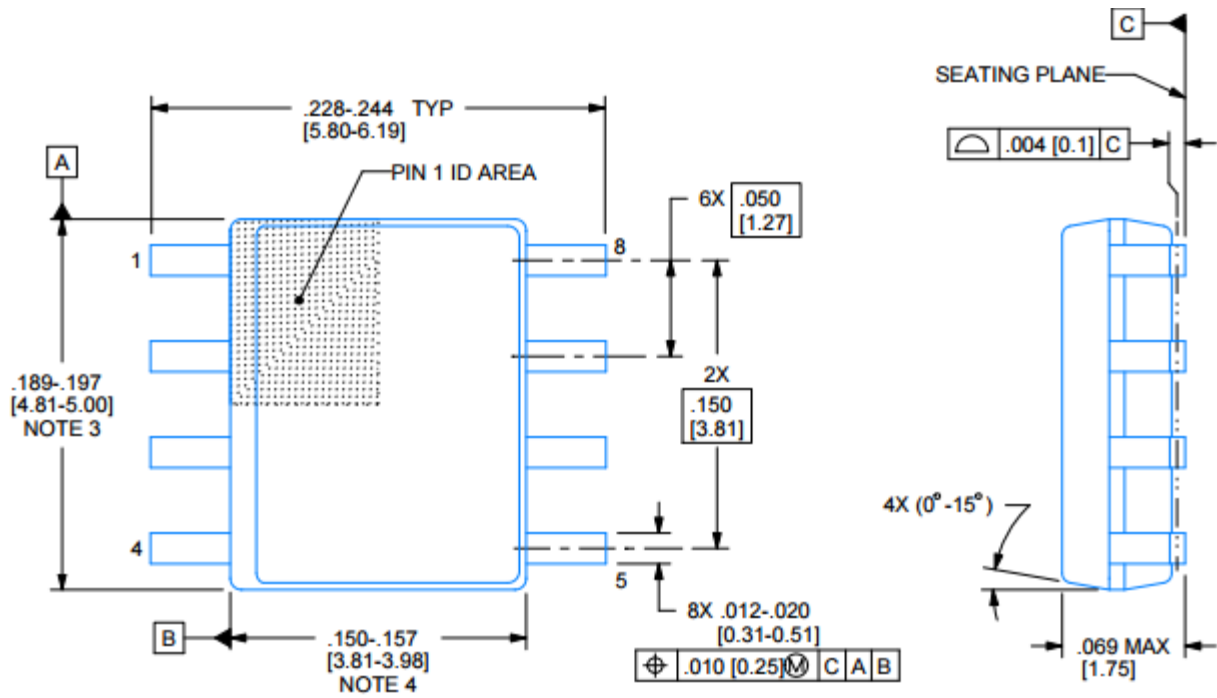 C
SEATING PLANE
.004 [0.1] C
.228-.244 TYP
[5.80-6.19]
A
PIN 1 ID AREA
6X .050
[1.27]
1
8
.189-.197
[4.81-5.00]
NOTE 3
2X
.150
[3.81]
4X (0°-15°)
4
5
8X .012-.020
[0.31-0.51]
.010 [0.25] Ⓜ C A B
B
.150-.157
[3.81-3.98]
NOTE 4
.069 MAX
[1.75]